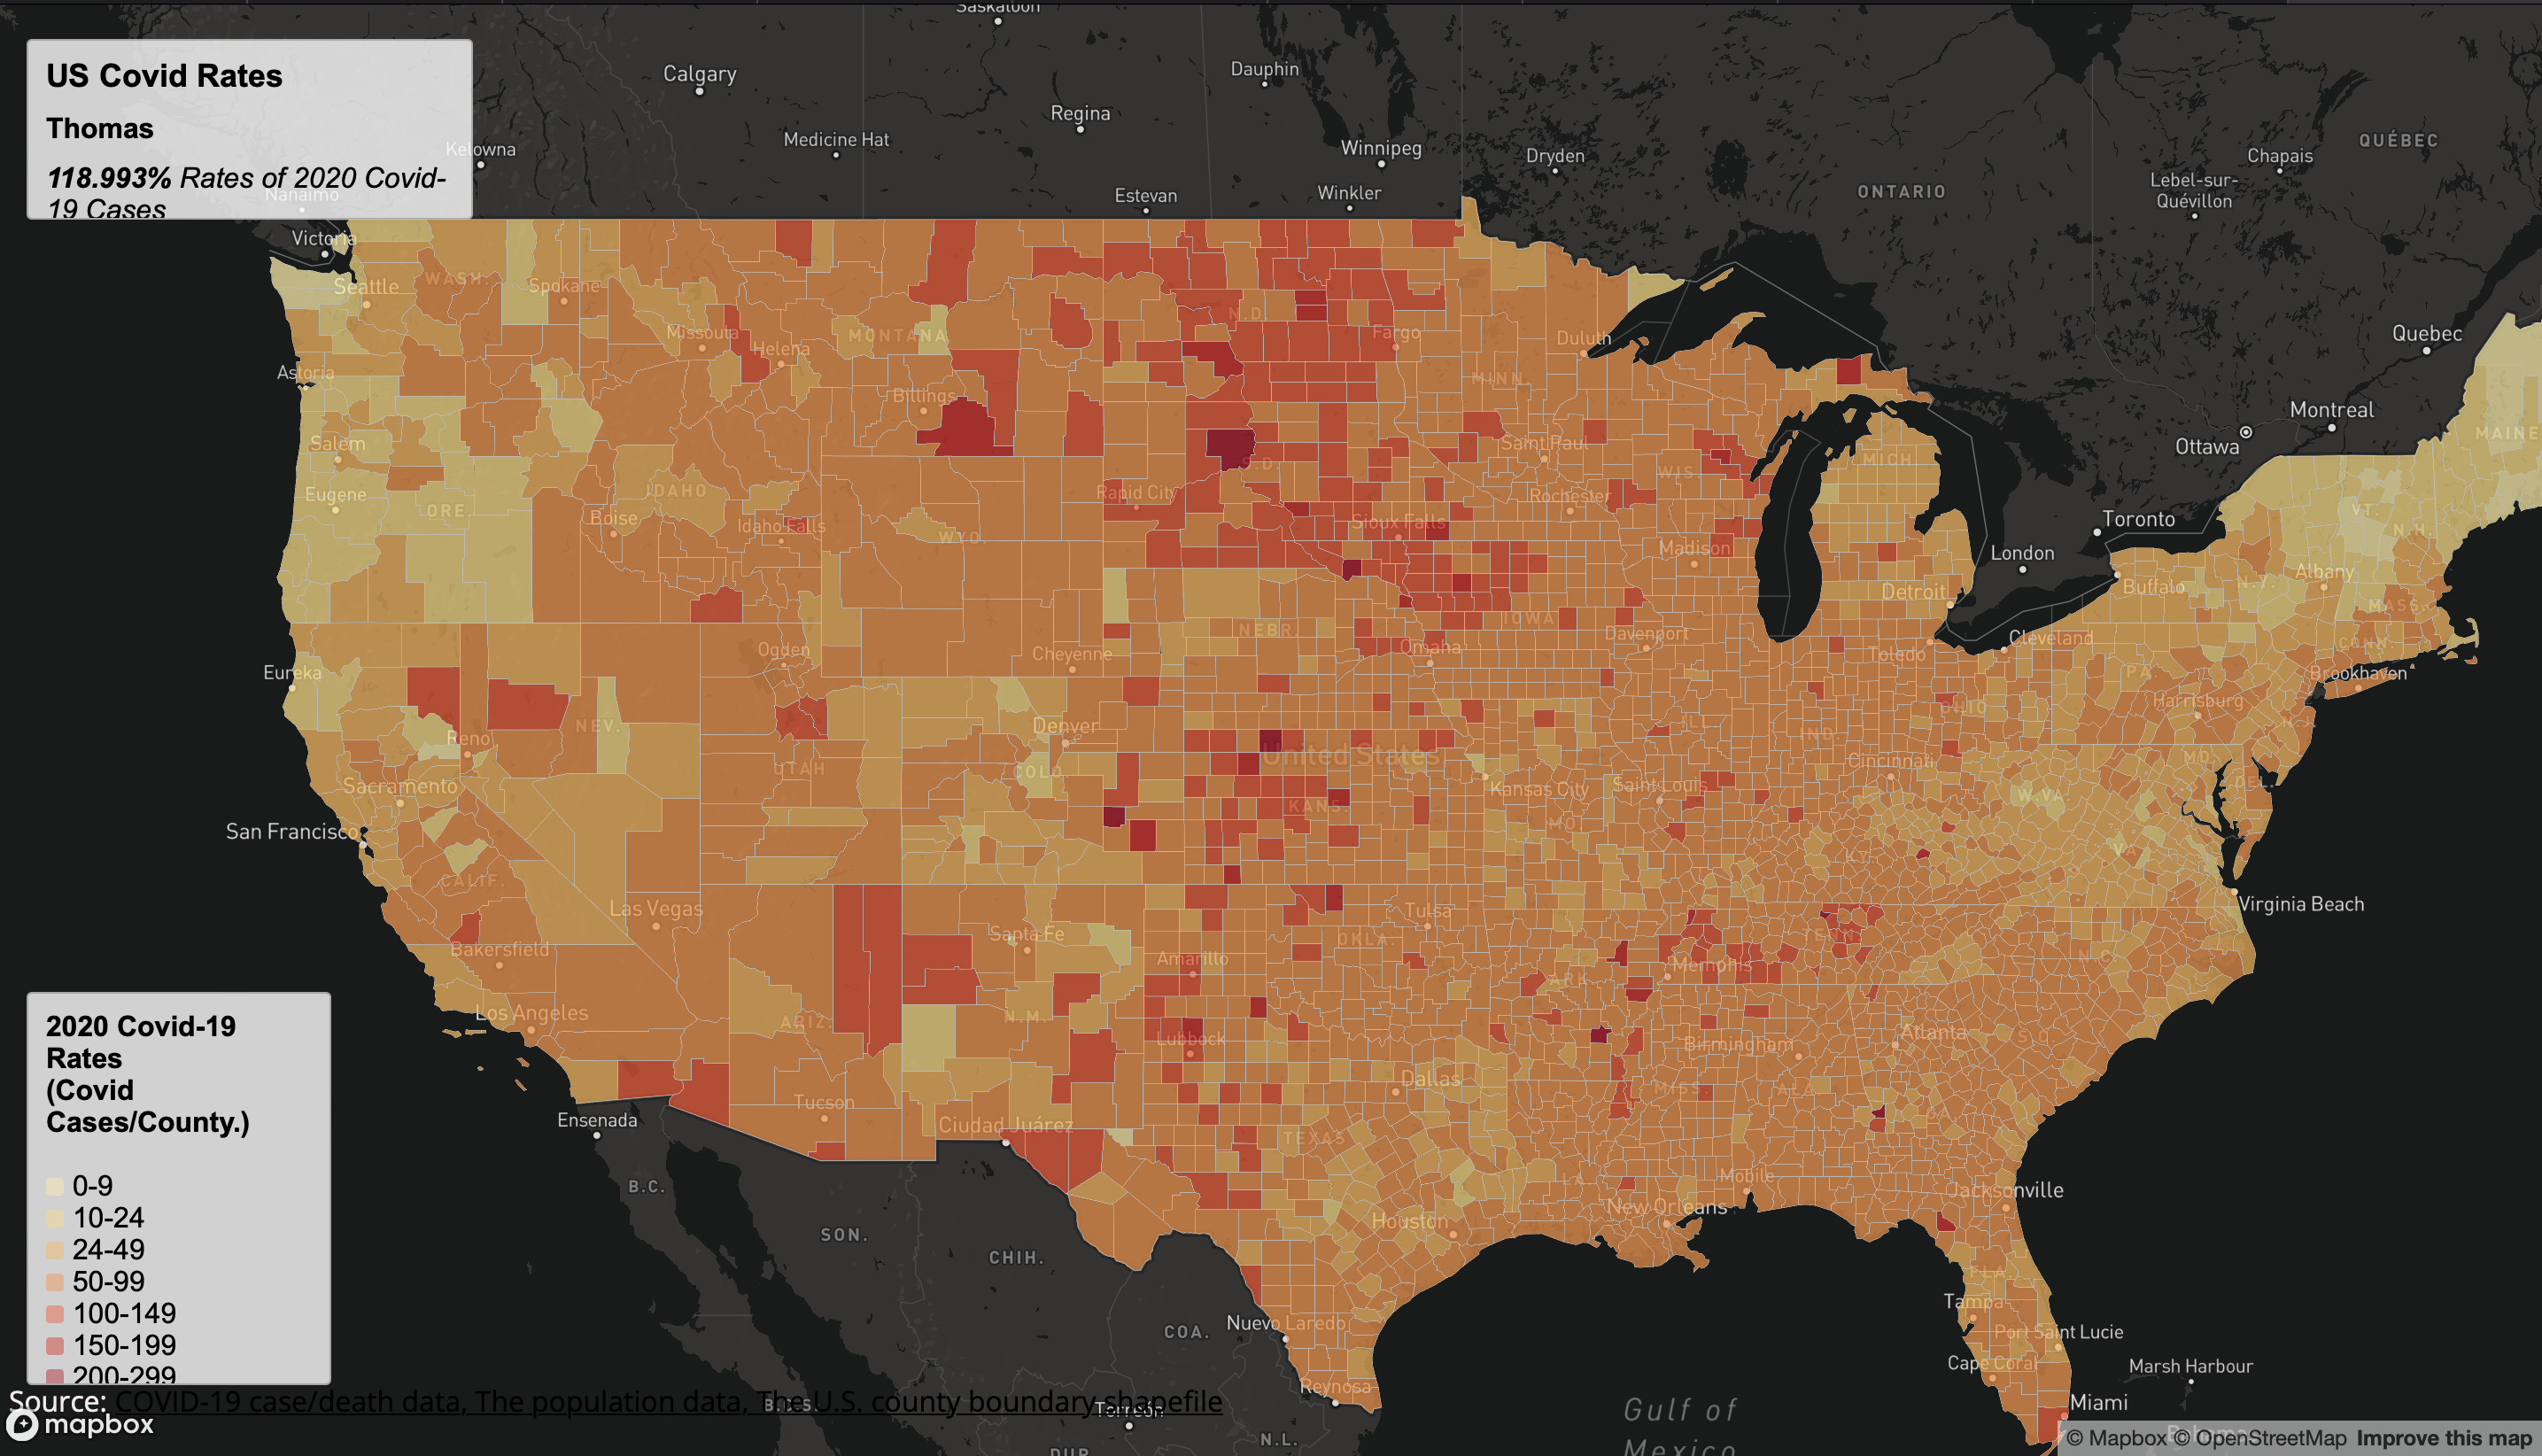 Saskatoon
Calgary
Dauphin
Regina
Medicine Hat
Winnipeg
Dryden
Chapais
QUÉBEC
Kelowna
Estevan
Winkler
ONTARIO
Lebel-sur-
Quévillon
Nanaimo
US Covid Rates
Thomas
118.993% Rates of 2020 Covid-
19 Cases
Victoria
Seattle
WASH.
Spokane
Missoula
Helena
MONTANA
N.D.
Fargo
Duluth
Quebec
Astoria
Billings
MINN.
Montreal
Ottawa
MAINE
Salem
S.D.
Saint Paul
WIS.
MICH
Eugene
ORE.
IDAHO
Boise
Idaho Falls
Rapid City
Rochester
Sioux Falls
WYO.
Madison
Toronto
London
VT.
N.H.
Detroit
Buffalo
N.Y.
Albany
MASS.
NEBR.
IOWA
Davenport
Omaha
Toledo
Cleveland
CONN.
Eureka
Ogden
Cheyenne
PA.
Brookhaven
Harrisburg
NEV.
Reno
Denver
ILL.
OHIO
N.J.
IND.
United States
UTAH
COLO.
Cincinnati
MD.
DEL.
Sacramento
Kansas City
Saint Louis
W.VA.
KANS.
MO.
San Francisco
KY.
VA.
CALIF.
Las Vegas
Tulsa
Virginia Beach
Bakersfield
Santa Fe
Amarillo
OKLA.
TENN.
N.C.
Memphis
ARK.
Los Angeles
ARIZ.
N.M.
Lubbock
Birmingham
Atlanta
S.C.
Dallas
MISS.
ALA.
GA.
Ensenada
Tucson
Ciudad Juárez
TEXAS
LA.
Mobile
Jacksonville
New Orleans
Houston
B.C.
SON.
CHIH.
FLA.
Tampa
Port Saint Lucie
Nuevo Laredo
COA.
Cape Coral
Marsh Harbour
Reynosa
Miami
Gulf of
Mexico
B.C.S.
Torreón
DUR.
N.L.
2020 Covid-19
Rates
(Covid
Cases/County.)
0-9
10-24
24-49
50-99
100-149
150-199
200-299
Source: COVID-19 case/death data, The population data, The U.S. county boundary shapefile
mapbox
© Mapbox © OpenStreetMap Improve this map